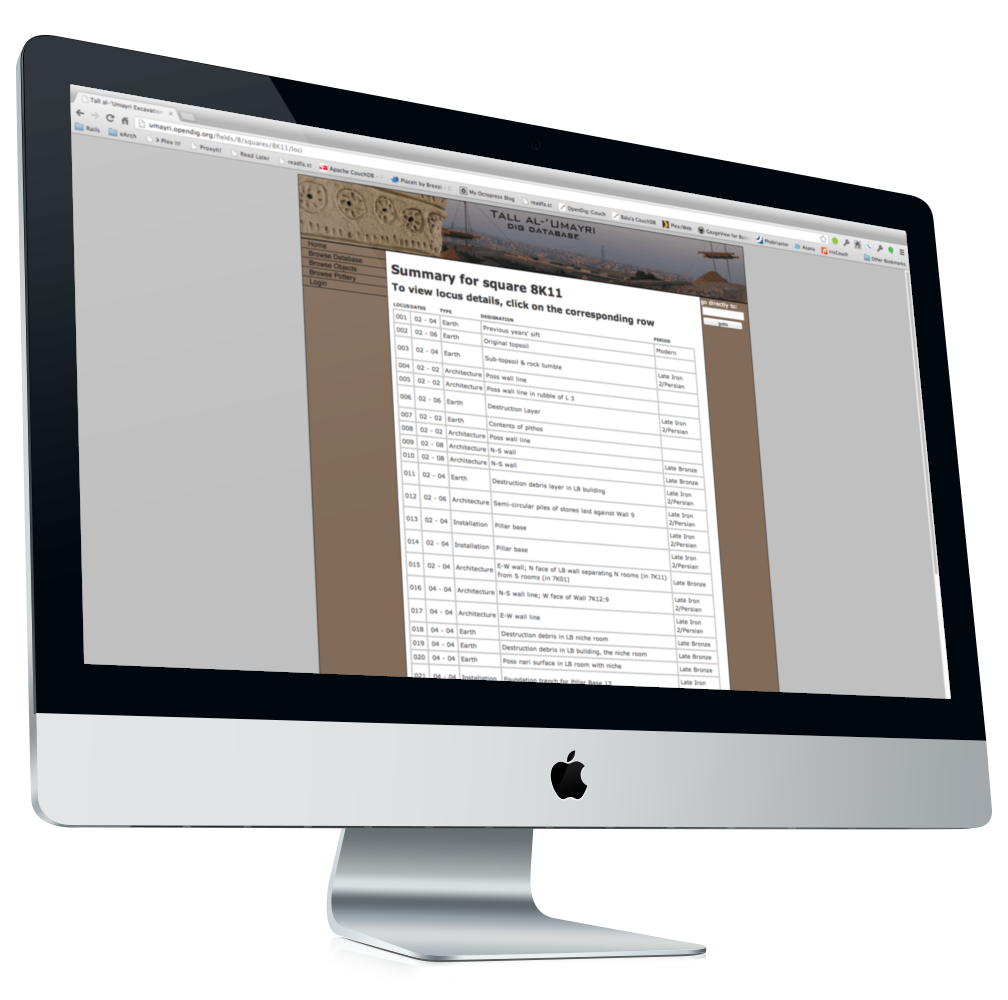 Tall al-'Umayri Excavation
umayri.opendig.org/fields/8/squares/8K11/loci
Rails eArch + Plex it! ProxyIt! Read Later readfa.st Apache CouchDB Placeit by Breezi My Octopress Blog readfa.st OpenDig: Couch Balu's CouchDB Plex/Web Asana IrisCouch Other Bookmarks
TALL AL-'UMAYRI
DIG DATABASE
Home
Browse Database
Browse Objects
Browse Pottery
Login
go directly to:
goto
Summary for square 8K11
To view locus details, click on the corresponding row
LOCUS DATES TYPE DESIGNATION PERIOD
001 02 - 04 Earth Previous years' sift
002 02 - 06 Earth Original topsoil Modern
003 02 - 04 Earth Sub-topsoil & rock tumble Late Iron 2/Persian
004 02 - 02 Architecture Poss wall line
005 02 - 02 Architecture Poss wall line in rubble of L 3
006 02 - 06 Earth Destruction Layer Late Iron 2/Persian
007 02 - 02 Earth Contents of pithos
008 02 - 02 Architecture Poss wall line
009 02 - 08 Architecture N-S wall Late Bronze
010 02 - 08 Architecture N-S wall Late Bronze
011 02 - 04 Earth Destruction debris layer in LB building Late Iron 2/Persian
012 02 - 06 Architecture Semi-circular piles of stones laid against Wall 9 Late Iron 2/Persian
013 02 - 04 Installation Pillar base Late Iron 2/Persian
014 02 - 04 Installation Pillar base Late Iron 2/Persian
015 02 - 04 Architecture E-W wall; N face of LB wall separating N rooms (in 7K11) from S rooms (in 7K01) Late Bronze
016 04 - 04 Architecture N-S wall line; W face of Wall 7K12:9 Late Iron 2/Persian
017 04 - 04 Architecture E-W wall line Late Iron 2/Persian
018 04 - 04 Earth Destruction debris in LB niche room Late Bronze
019 04 - 04 Earth Destruction debris in LB building, the niche room Late Bronze
020 04 - 04 Earth Poss nari surface in LB room with niche Late Bronze
021 04 - 04 Installation Foundation trench for Pillar Base 13 Late Iron